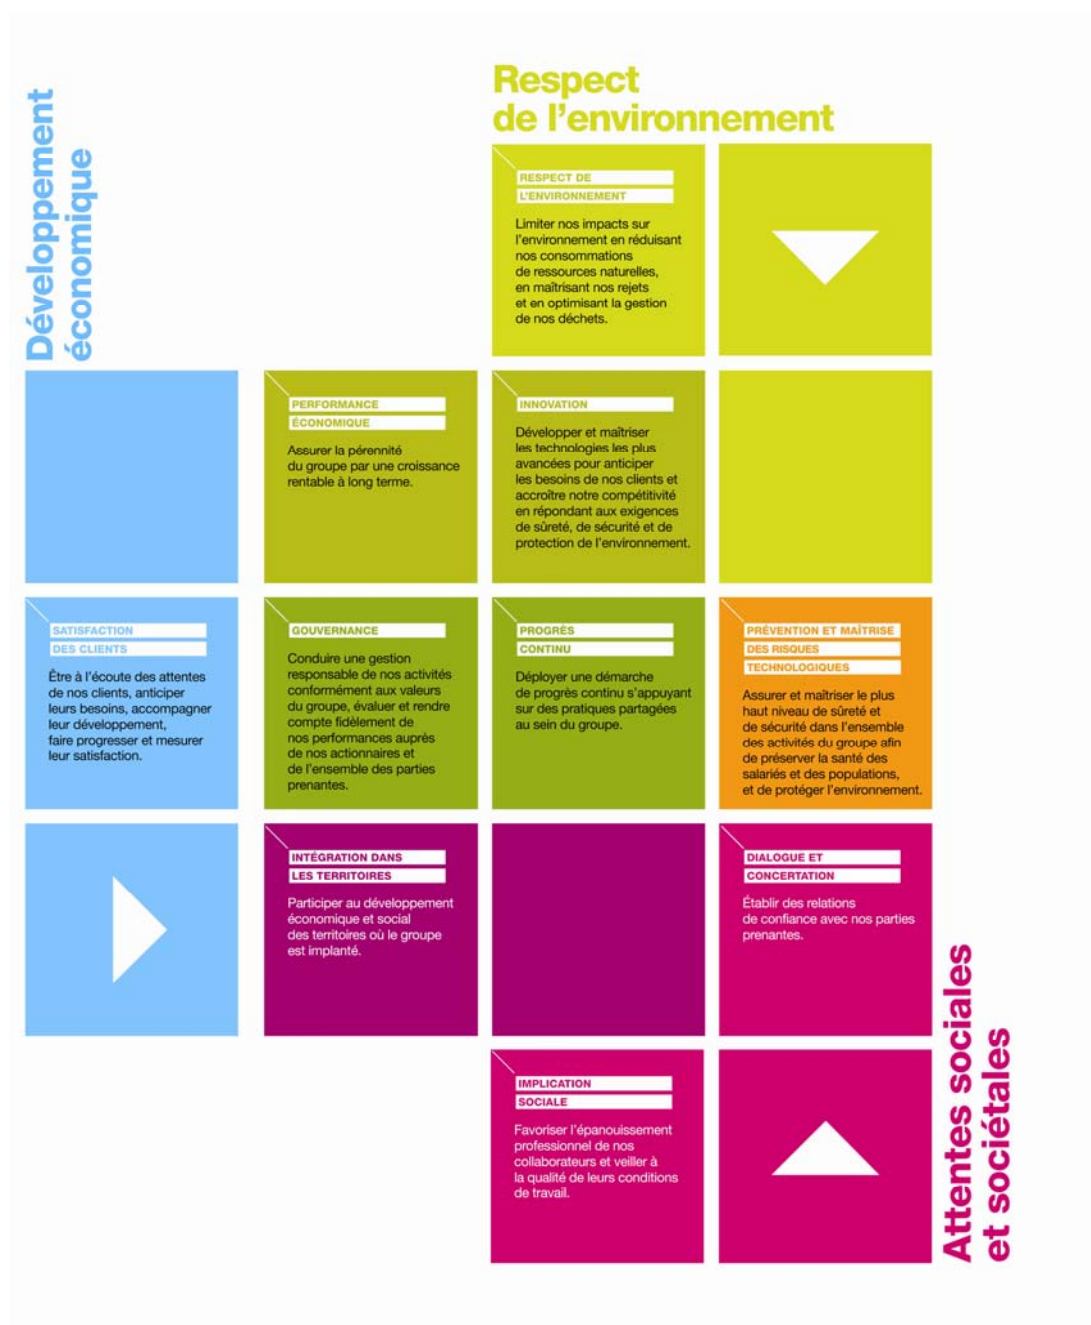 Développement
économique
Respect
de l'environnement
RESPECT DE
L'ENVIRONNEMENT
Limiter nos impacts sur
l'environnement en réduisant
nos consommations
de ressources naturelles,
en maîtrisant nos rejets
et en optimisant la gestion
de nos déchets.
PERFORMANCE
ÉCONOMIQUE
Assurer la pérennité
du groupe par une croissance
rentable à long terme.
INNOVATION
Développer et maîtriser
les technologies les plus
avancées pour anticiper
les besoins de nos clients et
accroître notre compétitivité
en répondant aux exigences
de sûreté, de sécurité et de
protection de l'environnement.
SATISFACTION
DES CLIENTS
Être à l'écoute des attentes
de nos clients, anticiper
leurs besoins, accompagner
leur développement,
faire progresser et mesurer
leur satisfaction.
GOUVERNANCE
Conduire une gestion
responsable de nos activités
conformément aux valeurs
du groupe, évaluer et rendre
compte fidèlement de
nos performances auprès
de nos actionnaires et
de l'ensemble des parties
prenantes.
PROGRÈS
CONTINU
Déployer une démarche
de progrès continu s'appuyant
sur des pratiques partagées
au sein du groupe.
PRÉVENTION ET MAÎTRISE
DES RISQUES
TECHNOLOGIQUES
Assurer et maîtriser le plus
haut niveau de sûreté et
de sécurité dans l'ensemble
des activités du groupe afin
de préserver la santé des
salariés et des populations,
et de protéger l'environnement.
INTÉGRATION DANS
LES TERRITOIRES
Participer au développement
économique et social
des territoires où le groupe
est implanté.
DIALOGUE ET
CONCERTATION
Établir des relations
de confiance avec nos parties
prenantes.
IMPLICATION
SOCIALE
Favoriser l'épanouissement
professionnel de nos
collaborateurs et veiller à
la qualité de leurs conditions
de travail.
Attentes sociales
et sociétales